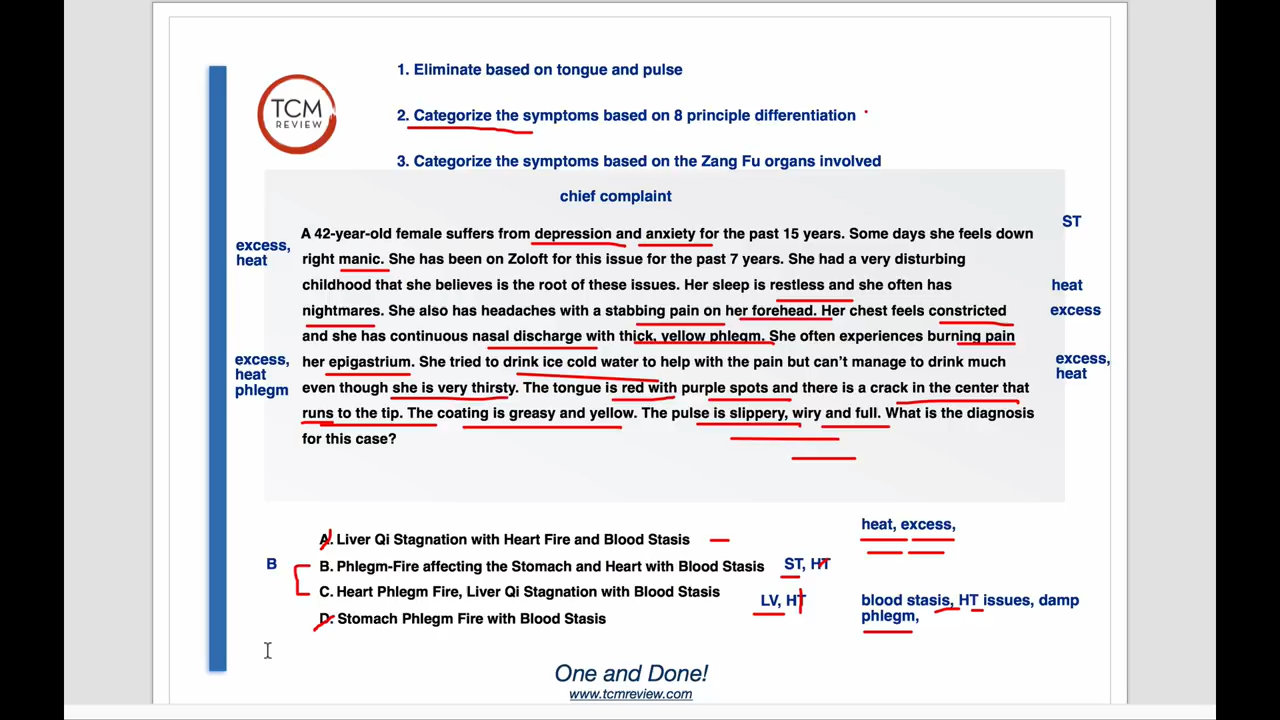 1. Eliminate based on tongue and pulse
TCM
REVIEW
2. Categorize the symptoms based on 8 principle differentiation
3. Categorize the symptoms based on the Zang Fu organs involved
chief complaint
ST
A 42-year-old female suffers from depression and anxiety for the past 15 years. Some days she feels down
excess,
heat
right manic. She has been on Zoloft for this issue for the past 7 years. She had a very disturbing
childhood that she believes is the root of these issues. Her sleep is restless and she often has
heat
nightmares. She also has headaches with a stabbing pain on her forehead. Her chest feels constricted
excess
and she has continuous nasal discharge with thick, yellow phlegm. She often experiences burning pain
excess,
heat
phlegm
her epigastrium. She tried to drink ice cold water to help with the pain but can't manage to drink much
excess,
heat
even though she is very thirsty. The tongue is red with purple spots and there is a crack in the center that
runs to the tip. The coating is greasy and yellow. The pulse is slippery, wiry and full. What is the diagnosis
for this case?
heat, excess,
A. Liver Qi Stagnation with Heart Fire and Blood Stasis
B
B. Phlegm-Fire affecting the Stomach and Heart with Blood Stasis
ST, HT
C. Heart Phlegm Fire, Liver Qi Stagnation with Blood Stasis
LV, HT
blood stasis, HT issues, damp
phlegm,
D. Stomach Phlegm Fire with Blood Stasis
One and Done!
www.tcmreview.com